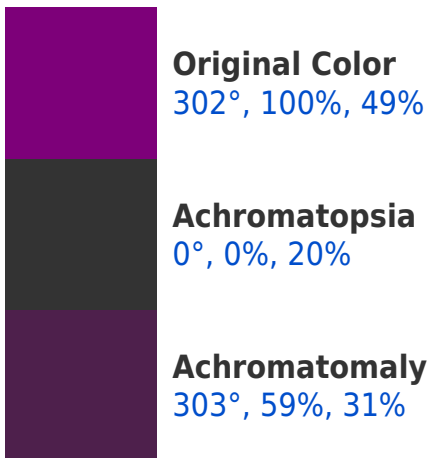 Original Color
302°, 100%, 49%
Achromatopsia
0°, 0%, 20%
Achromatomaly
303°, 59%, 31%